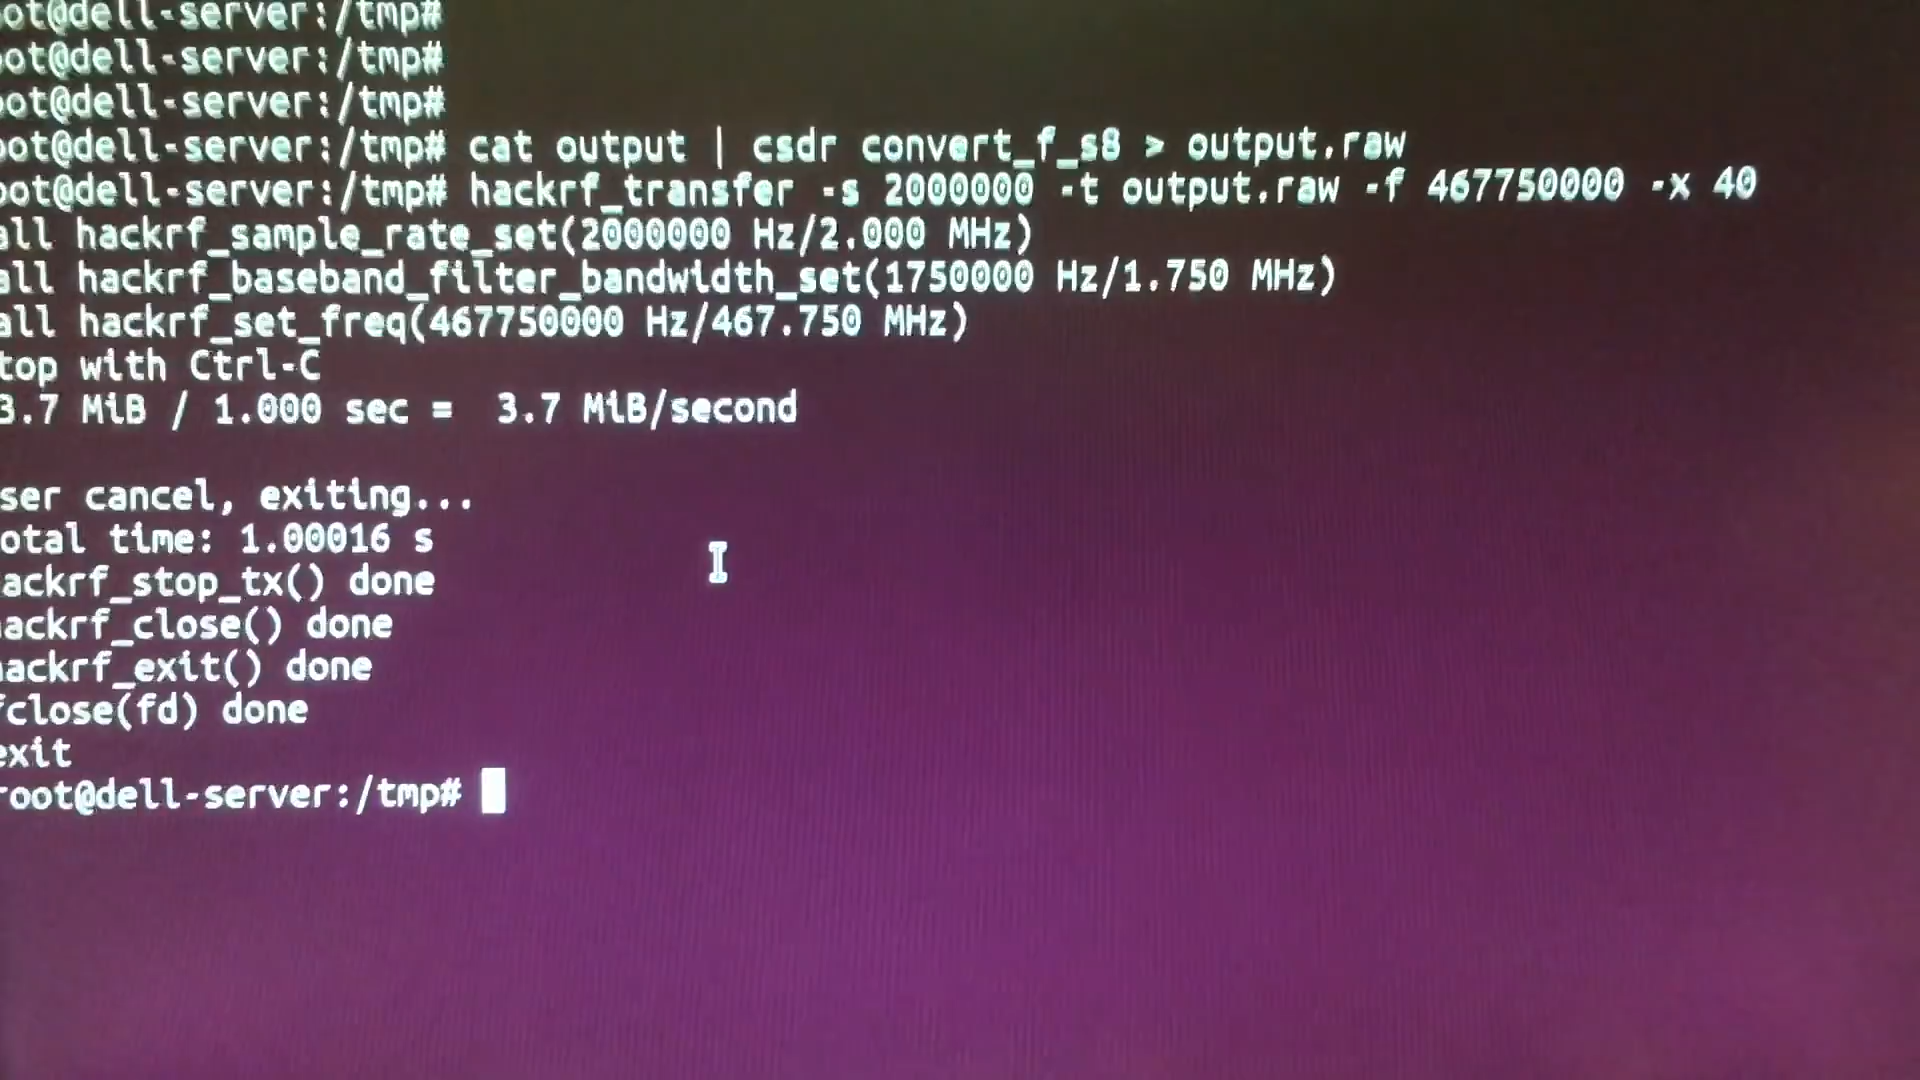 ot@dell-server:/tmp#
ot@dell-server:/tmp#
ot@dell-server:/tmp#
ot@dell-server:/tmp# cat output | csdr convert_f_s8 > output.raw
oot@dell-server:/tmp# hackrf_transfer -s 2000000 -t output.raw -f 467750000 -x 40
all hackrf_sample_rate_set(2000000 Hz/2.000 MHz)
all hackrf_baseband_filter_bandwidth_set(1750000 Hz/1.750 MHz)
all hackrf_set_freq(467750000 Hz/467.750 MHz)
top with Ctrl-C
3.7 MiB / 1.000 sec =  3.7 MiB/second
ser cancel, exiting...
otal time: 1.00016 s
ackrf_stop_tx() done
ackrf_close() done
hackrf_exit() done
fclose(fd) done
exit
root@dell-server:/tmp#